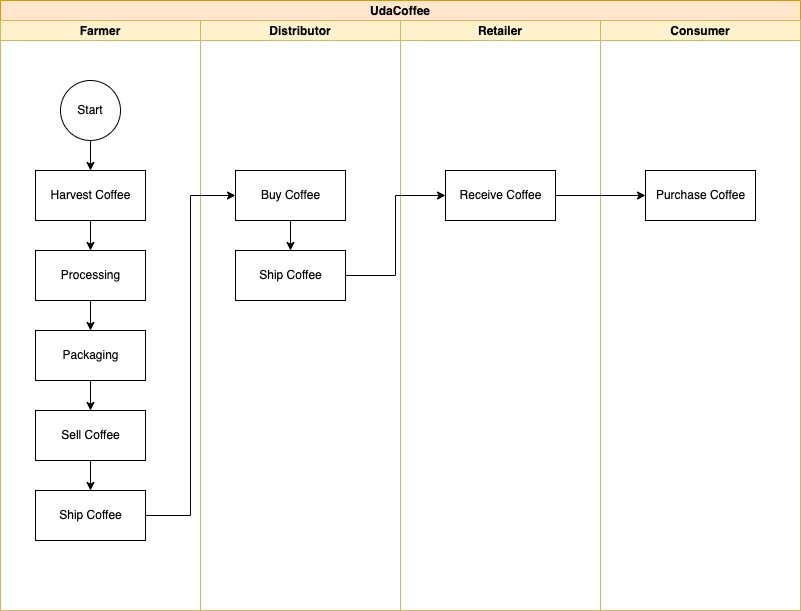 UdaCoffee
Farmer
Distributor
Retailer
Consumer
Start
Harvest Coffee
Processing
Packaging
Sell Coffee
Ship Coffee
Buy Coffee
Ship Coffee
Receive Coffee
Purchase Coffee